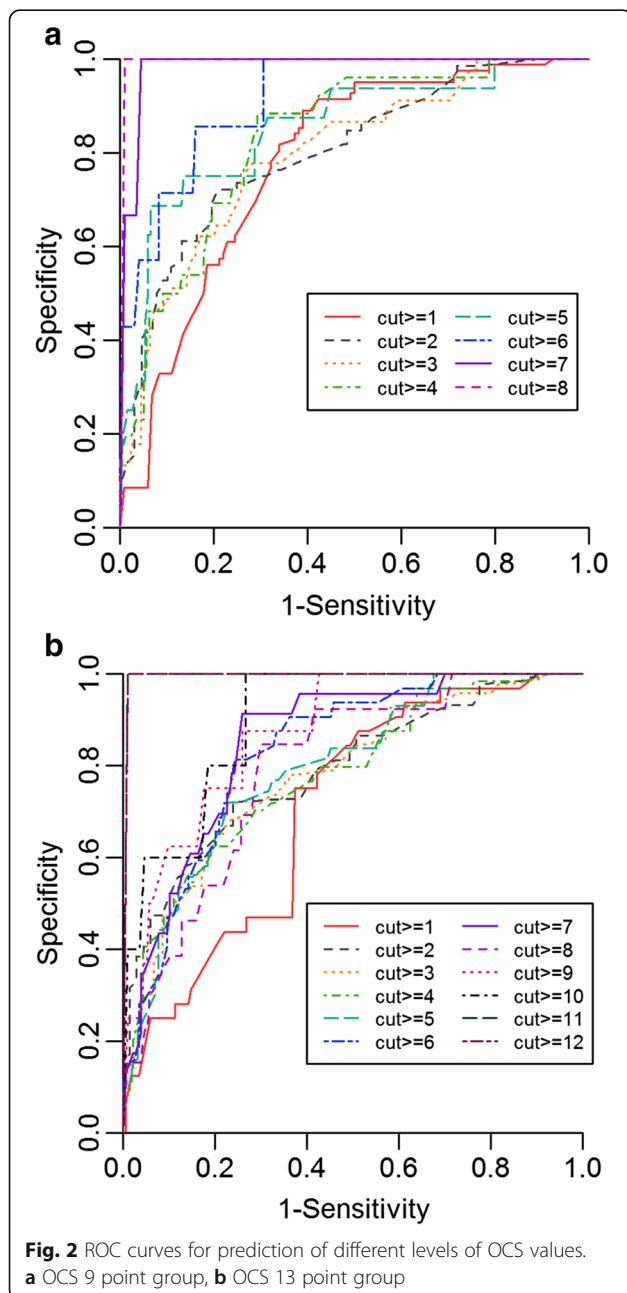 a
Specificity
1.0
0.8
0.6
0.4
0.2
0.0
cut>=1 cut>=5
cut>=2 cut>=6
cut>=3 cut>=7
cut>=4 cut>=8
0.0 0.2 0.4 0.6 0.8 1.0
1-Sensitivity
b
Specificity
1.0
0.8
0.6
0.4
0.2
0.0
cut>=1 cut>=7
cut>=2 cut>=8
cut>=3 cut>=9
cut>=4 cut>=10
cut>=5 cut>=11
cut>=6 cut>=12
0.0 0.2 0.4 0.6 0.8 1.0
1-Sensitivity
Fig. 2 ROC curves for prediction of different levels of OCS values.
a OCS 9 point group, b OCS 13 point group